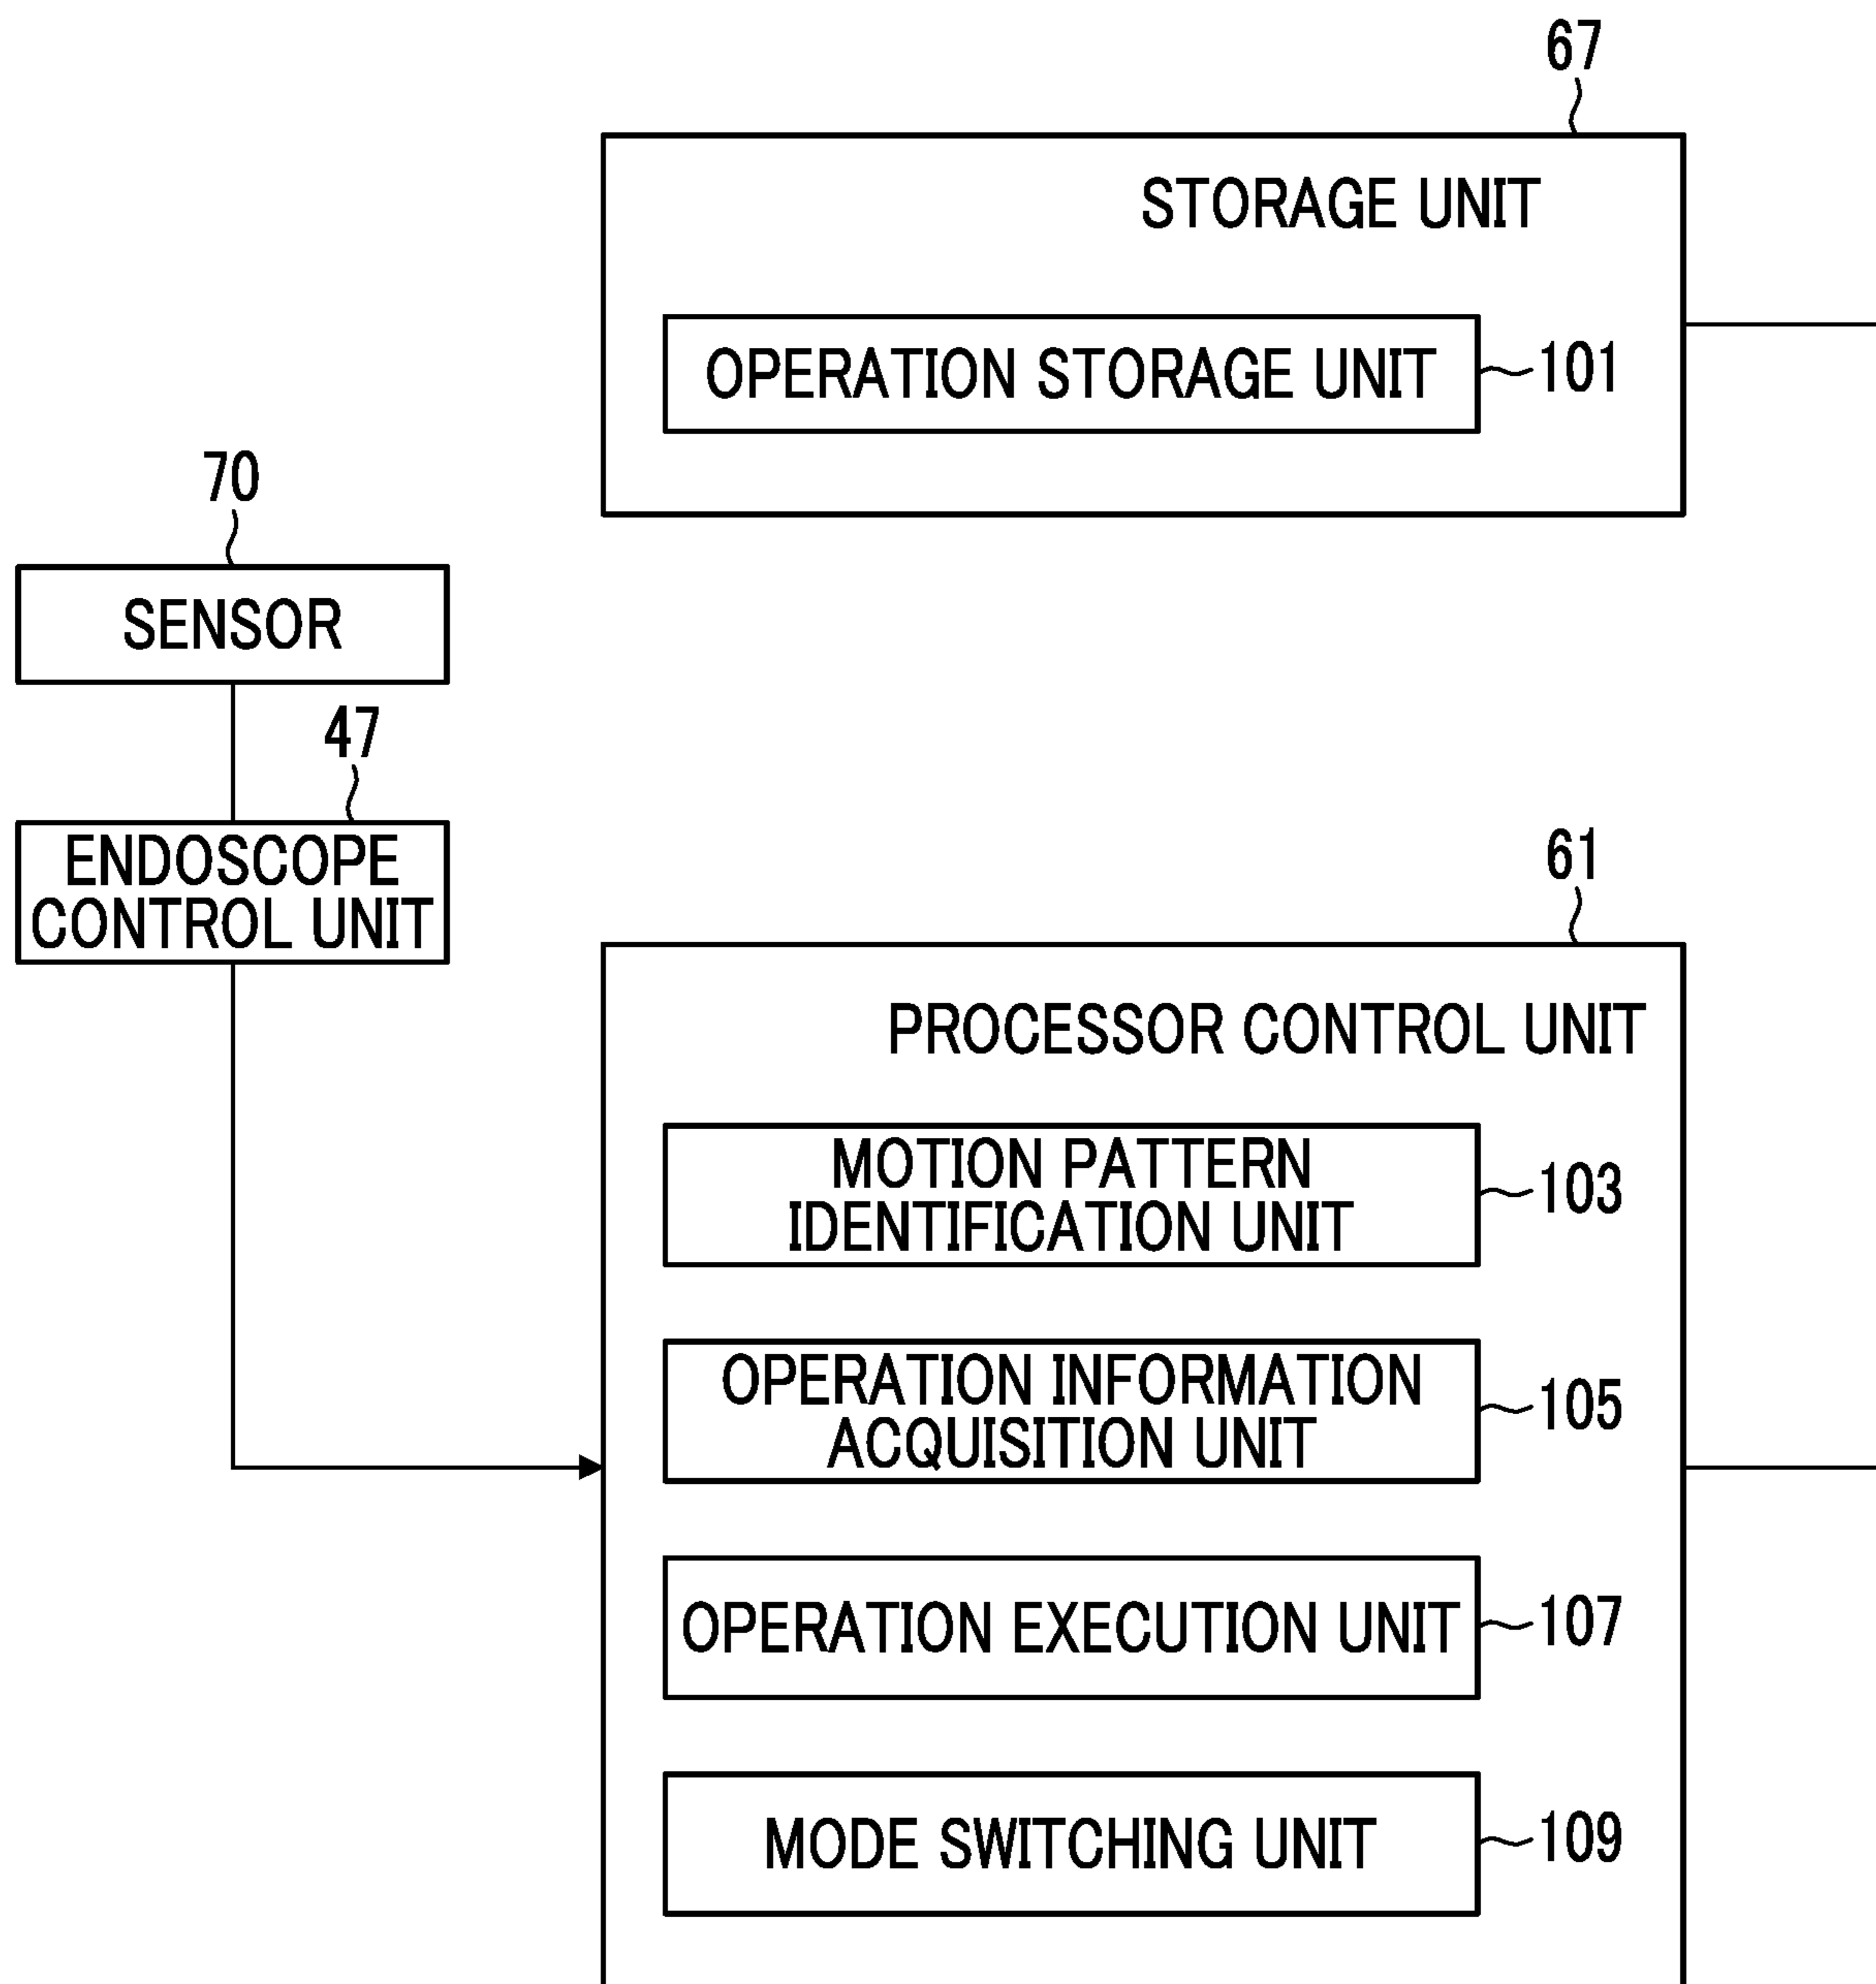 67
STORAGE UNIT
OPERATION STORAGE UNIT
101
70
SENSOR
47
ENDOSCOPE
CONTROL UNIT
61
PROCESSOR CONTROL UNIT
MOTION PATTERN
IDENTIFICATION UNIT
103
OPERATION INFORMATION
ACQUISITION UNIT
105
OPERATION EXECUTION UNIT
107
MODE SWITCHING UNIT
109